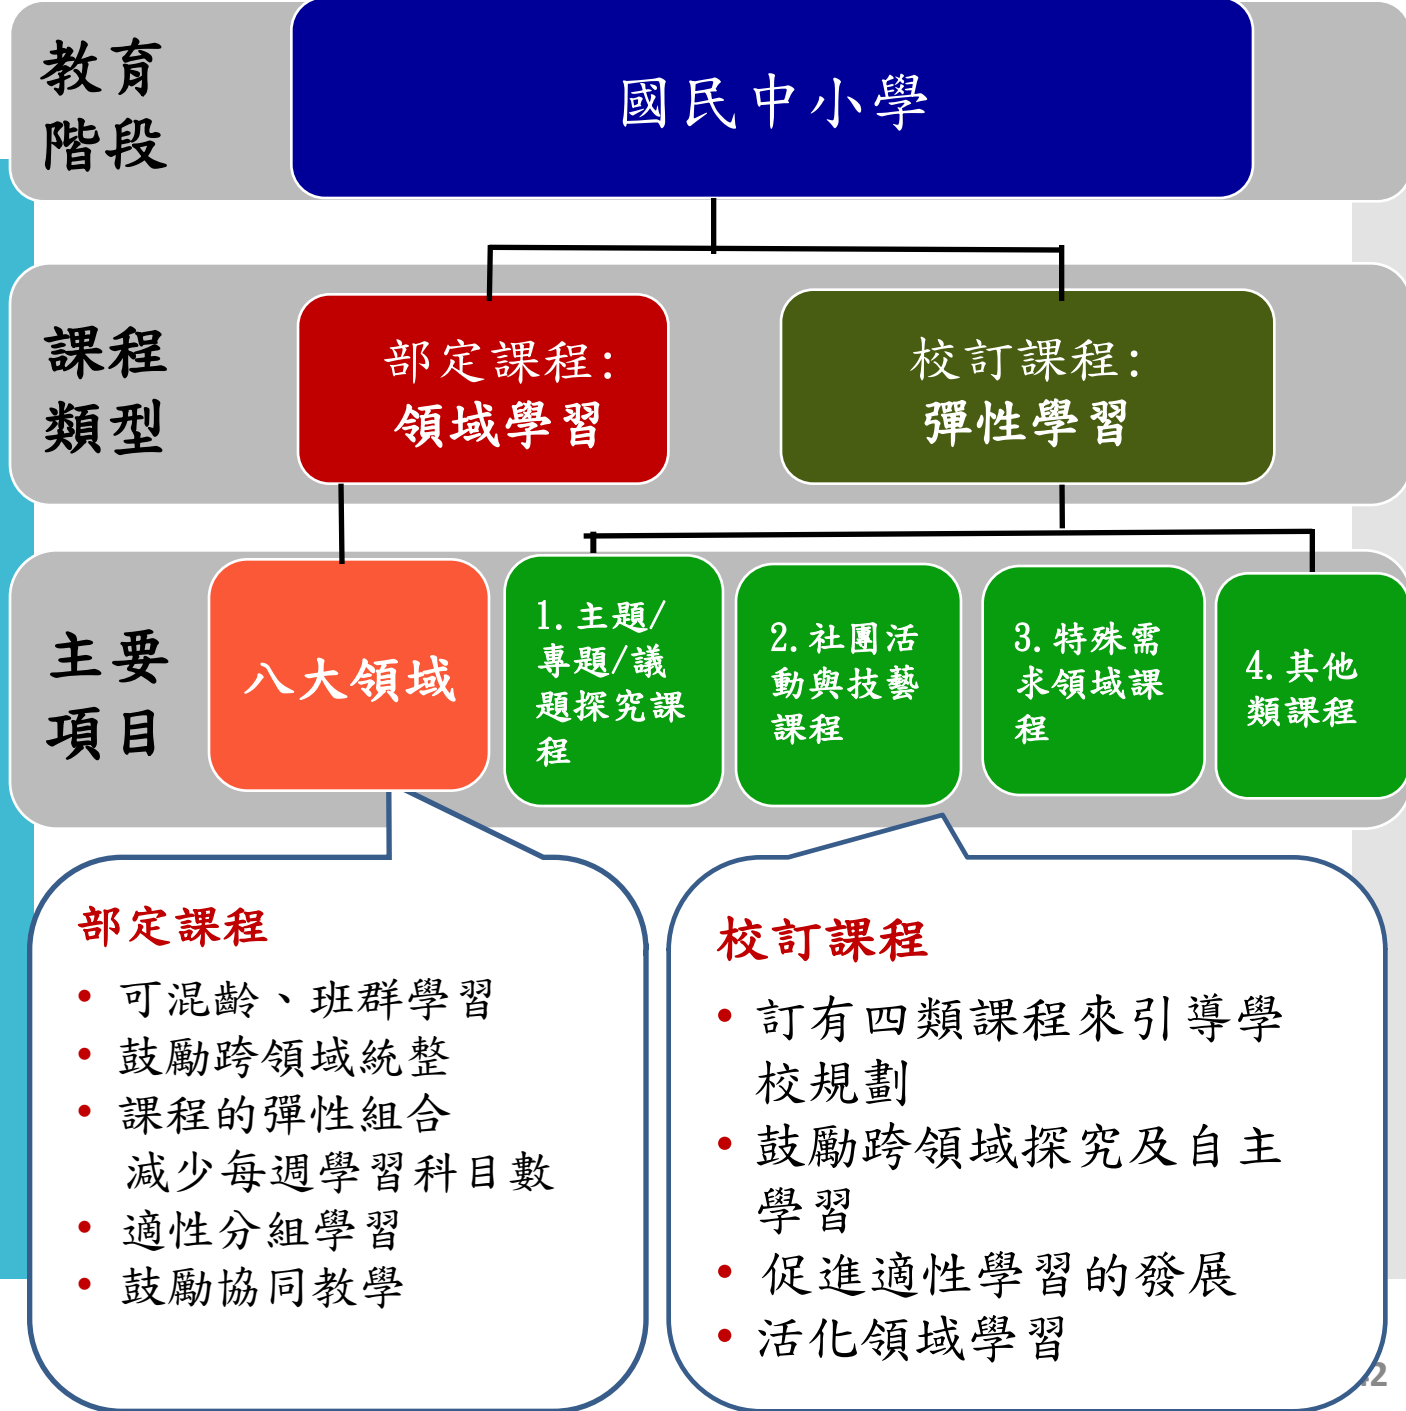 教育
階段
國民中小學
課程
類型
部定課程:
領域學習
校訂課程:
彈性學習
主要
項目
八大領域
1.主題/
專題/議
題探究課
程
2.社團活
動與技藝
課程
3.特殊需
求領域課
程
4.其他
類課程
部定課程
• 可混齡、班群學習
• 鼓勵跨領域統整
• 課程的彈性組合
減少每週學習科目數
• 適性分組學習
• 鼓勵協同教學
校訂課程
• 訂有四類課程來引導學
校規劃
• 鼓勵跨領域探究及自主
學習
• 促進適性學習的發展
• 活化領域學習